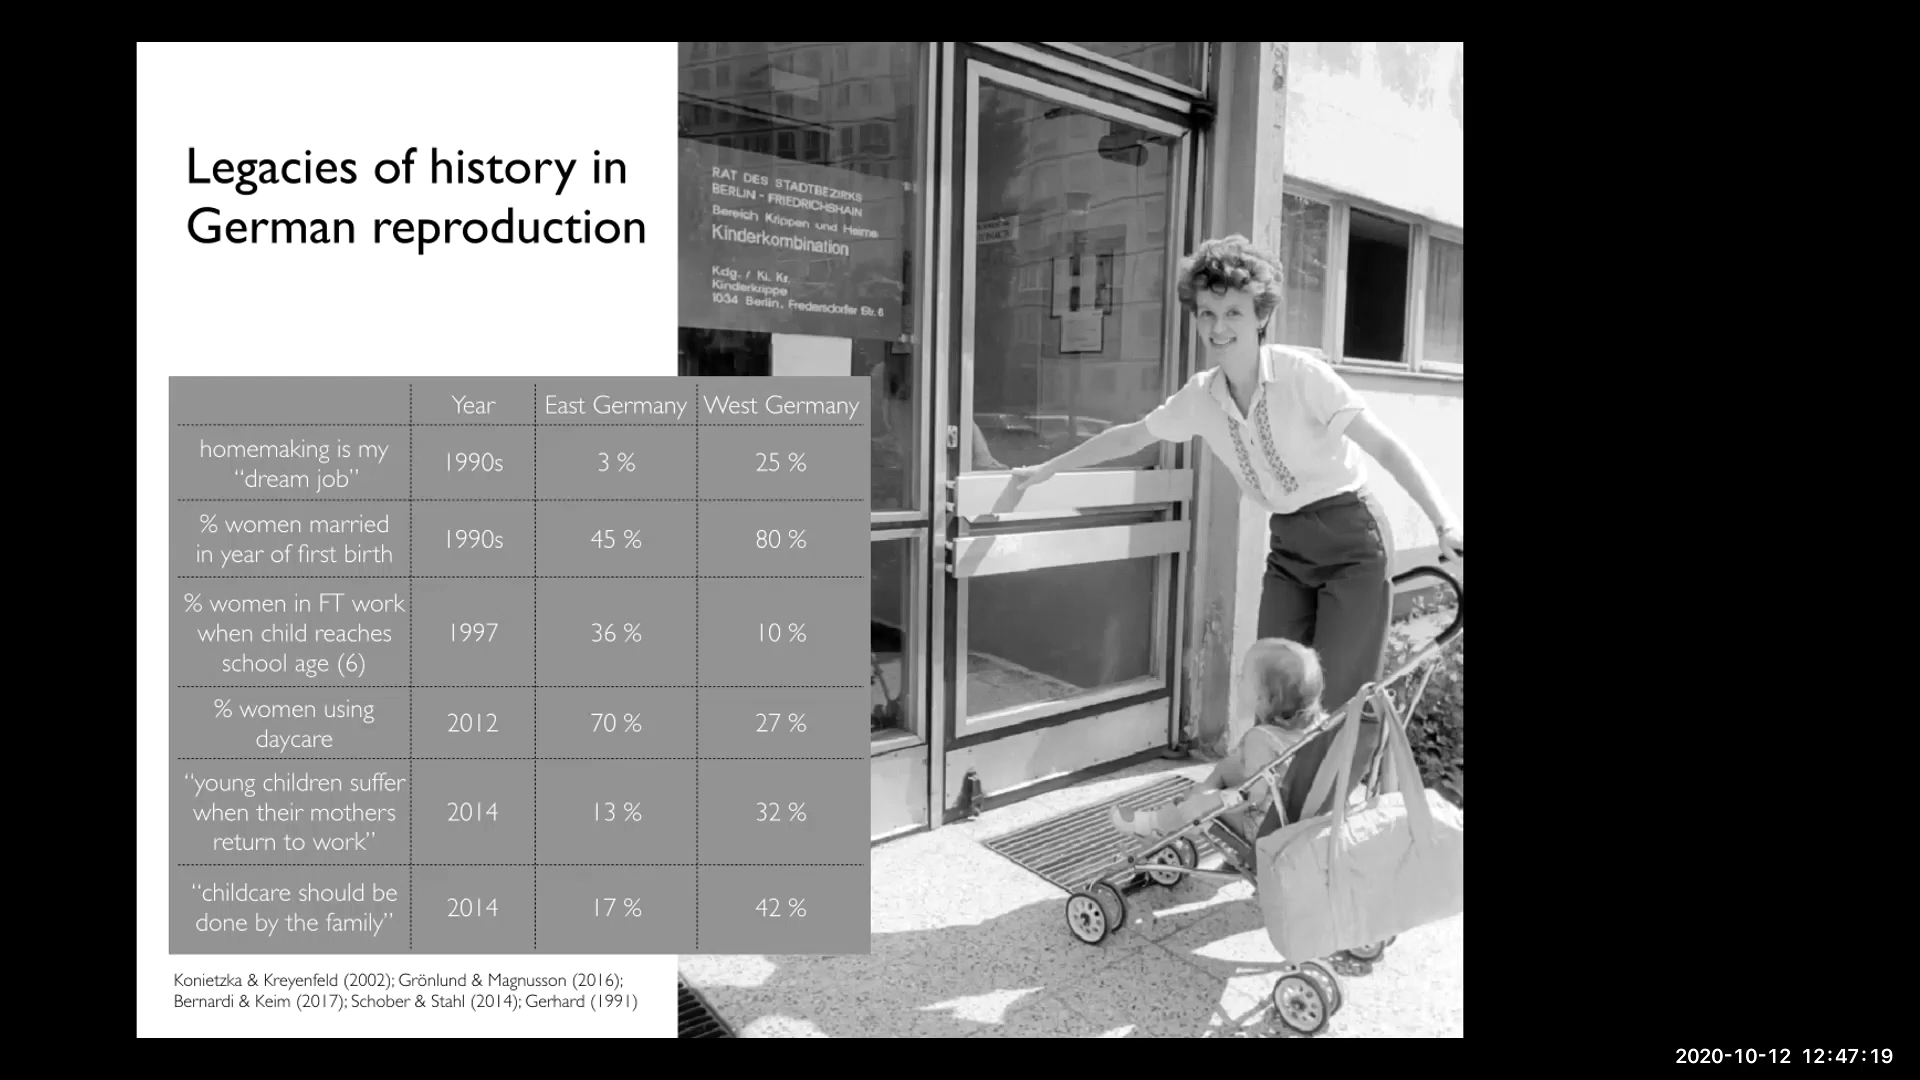 Legacies of history in
German reproduction
RAT DES STADTBEZIRKS
BERLIN - FRIEDRICHSHAIN
Bereich Krippen und Heime
Kinderkombination
Kdg. / Ki. Kr.
Kinderkrippe
1034 Berlin, Fredersdorfer Str. 6
Year East Germany West Germany
homemaking is my
“dream job” 1990s 3 % 25 %
% women married
in year of first birth 1990s 45 % 80 %
% women in FT work
when child reaches
school age (6) 1997 36 % 10 %
% women using
daycare 2012 70 % 27 %
“young children suffer
when their mothers
return to work” 2014 13 % 32 %
“childcare should be
done by the family” 2014 17 % 42 %
Konietzka & Kreyenfeld (2002); Grönlund & Magnusson (2016);
Bernardi & Keim (2017); Schober & Stahl (2014); Gerhard (1991)
2020-10-12 12:47:19